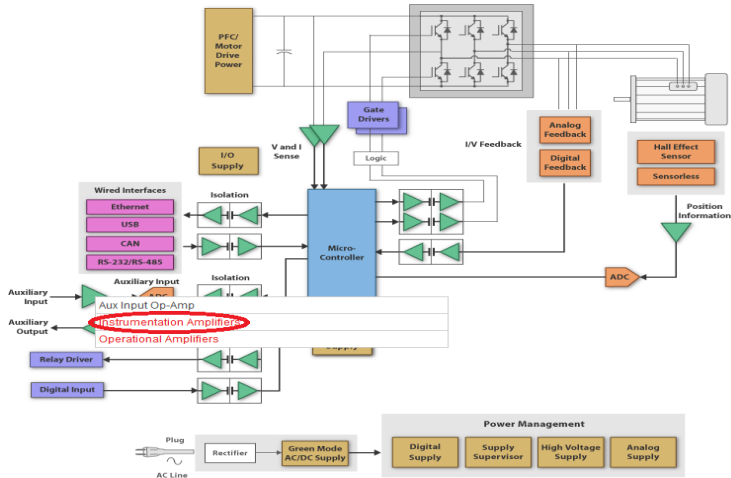 PFC/
Motor
Drive
Power
Gate
Drivers
Logic
V and I
Sense
I/O
Supply
I/V Feedback
Analog
Feedback
Digital
Feedback
Hall Effect
Sensor
Sensorless
Position
Information
Wired Interfaces
Ethernet
USB
CAN
RS-232/RS-485
Isolation
Micro-
Controller
ADC
Auxiliary Input
Isolation
Auxiliary
Input
Aux Input Op-Amp
Instrumentation Amplifiers
Operational Amplifiers
Auxiliary
Output
Supply
Relay Driver
Digital Input
Plug
AC Line
Rectifier
Green Mode
AC/DC Supply
Power Management
Digital
Supply
Supply
Supervisor
High Voltage
Supply
Analog
Supply